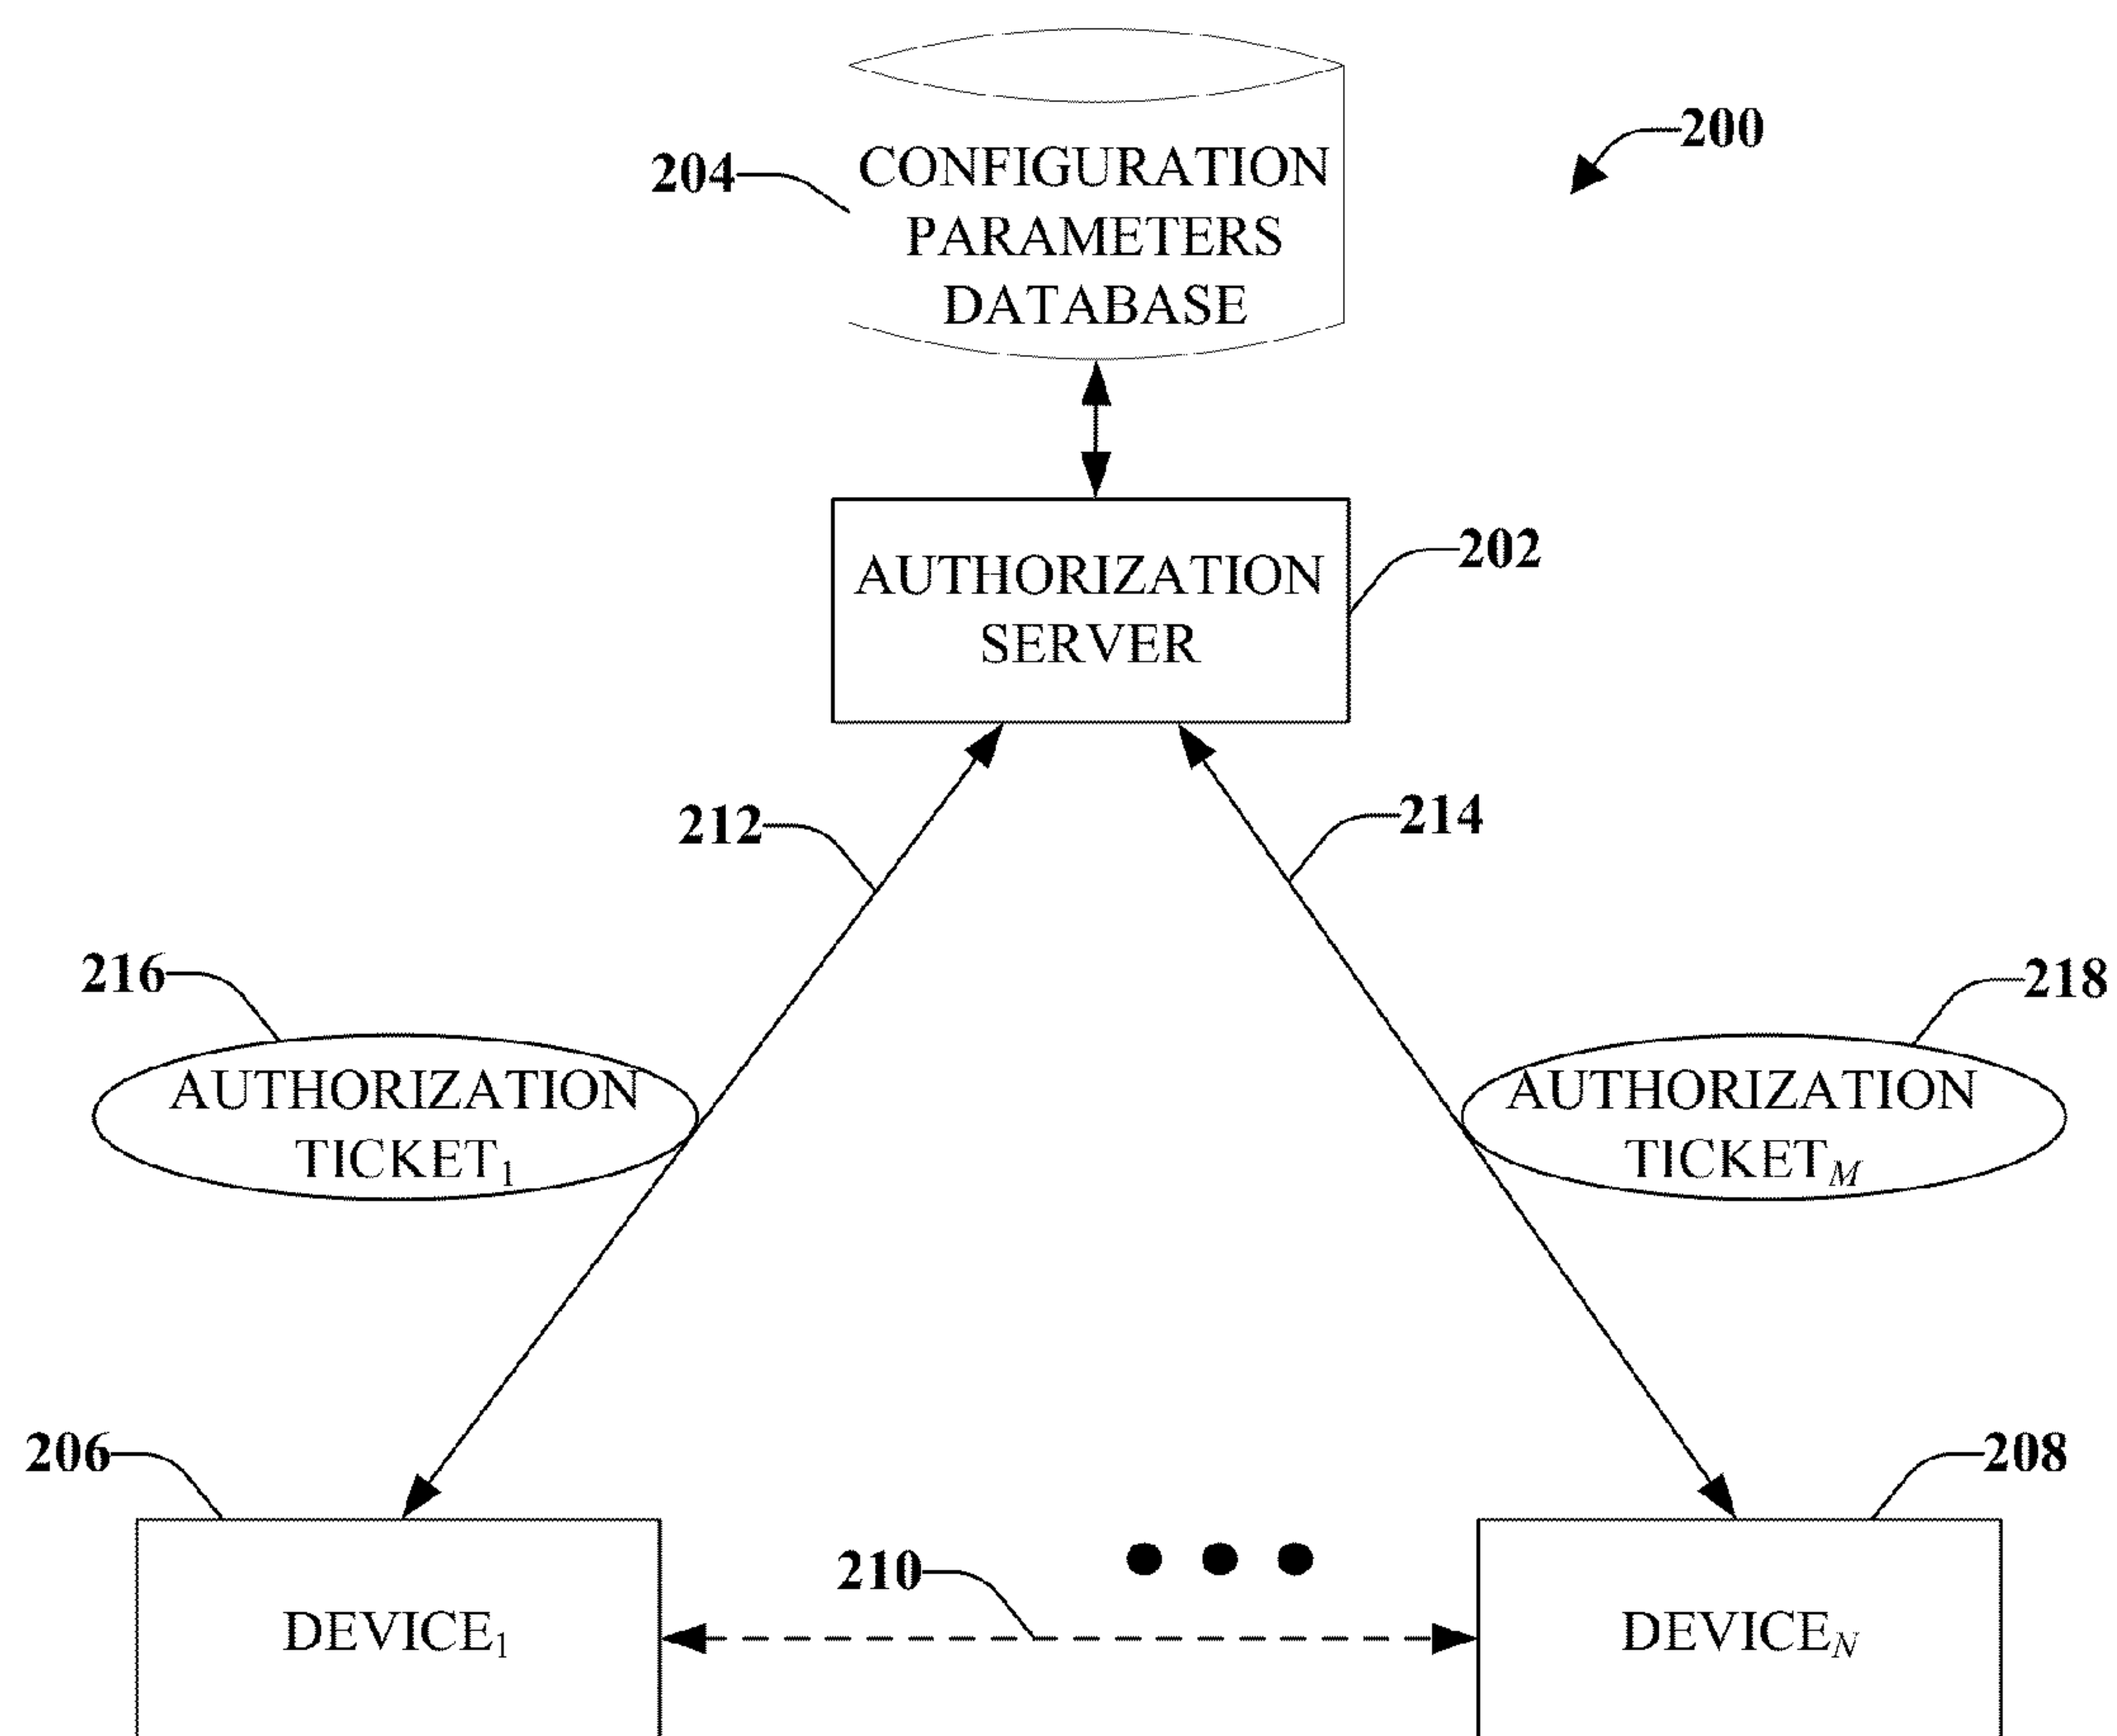 200
204
CONFIGURATION
PARAMETERS
DATABASE
AUTHORIZATION
SERVER
202
212
214
216
218
AUTHORIZATION
TICKET1
AUTHORIZATION
TICKETM
206
208
210
DEVICE1
DEVICEN